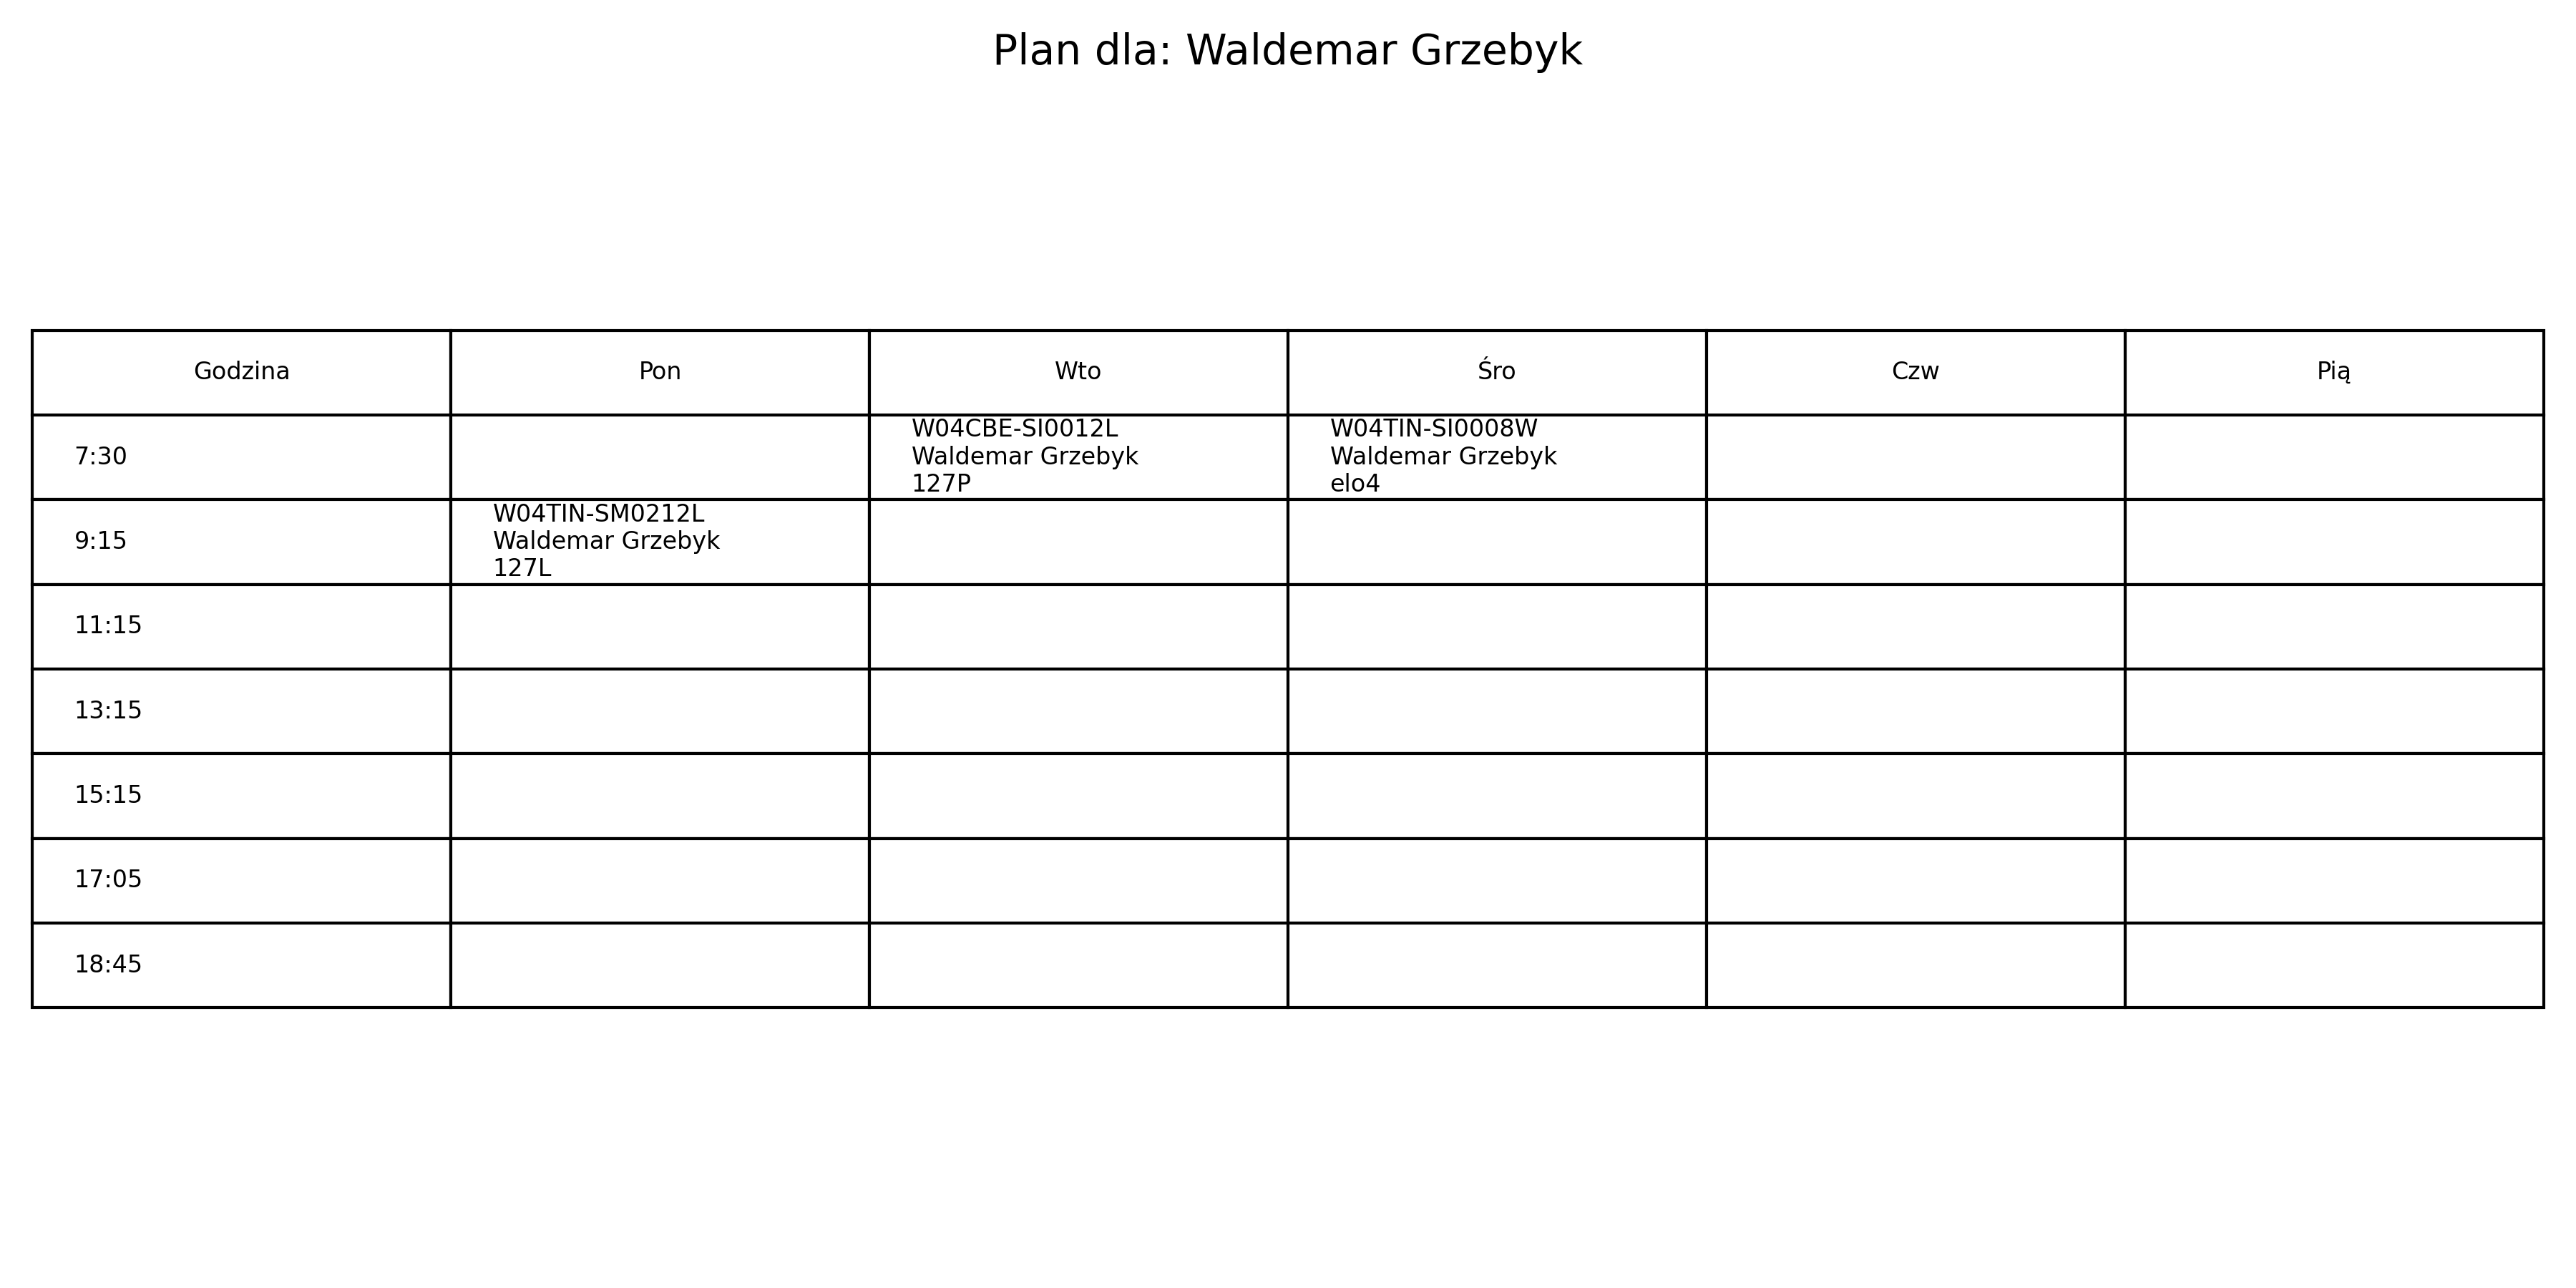 Plan dla: Waldemar Grzebyk
Godzina Pon Wto Śro Czw Pią
7:30
W04CBE-SI0012L
Waldemar Grzebyk
127P
W04TIN-SI0008W
Waldemar Grzebyk
elo4
9:15
W04TIN-SM0212L
Waldemar Grzebyk
127L
11:15
13:15
15:15
17:05
18:45